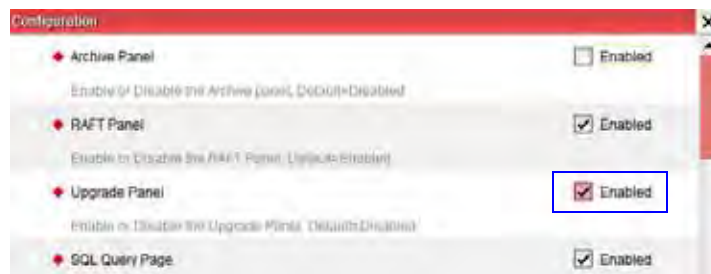 Configuration
Archive Panel Enabled
Enable or Disable the Archive panel, Default=Disabled
RAFT Panel Enabled
Enable or Disable the RAFT Panel, Default=Enabled
Upgrade Panel Enabled
Enable or Disable the Upgrade Panel, Default=Disabled
SQL Query Page Enabled